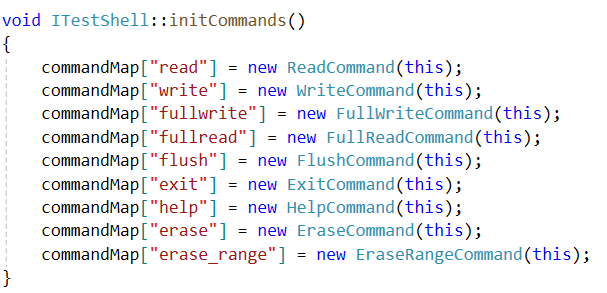 void ITestShell::initCommands()
{
    commandMap["read"] = new ReadCommand(this);
    commandMap["write"] = new WriteCommand(this);
    commandMap["fullwrite"] = new FullWriteCommand(this);
    commandMap["fullread"] = new FullReadCommand(this);
    commandMap["flush"] = new FlushCommand(this);
    commandMap["exit"] = new ExitCommand(this);
    commandMap["help"] = new HelpCommand(this);
    commandMap["erase"] = new EraseCommand(this);
    commandMap["erase_range"] = new EraseRangeCommand(this);
}